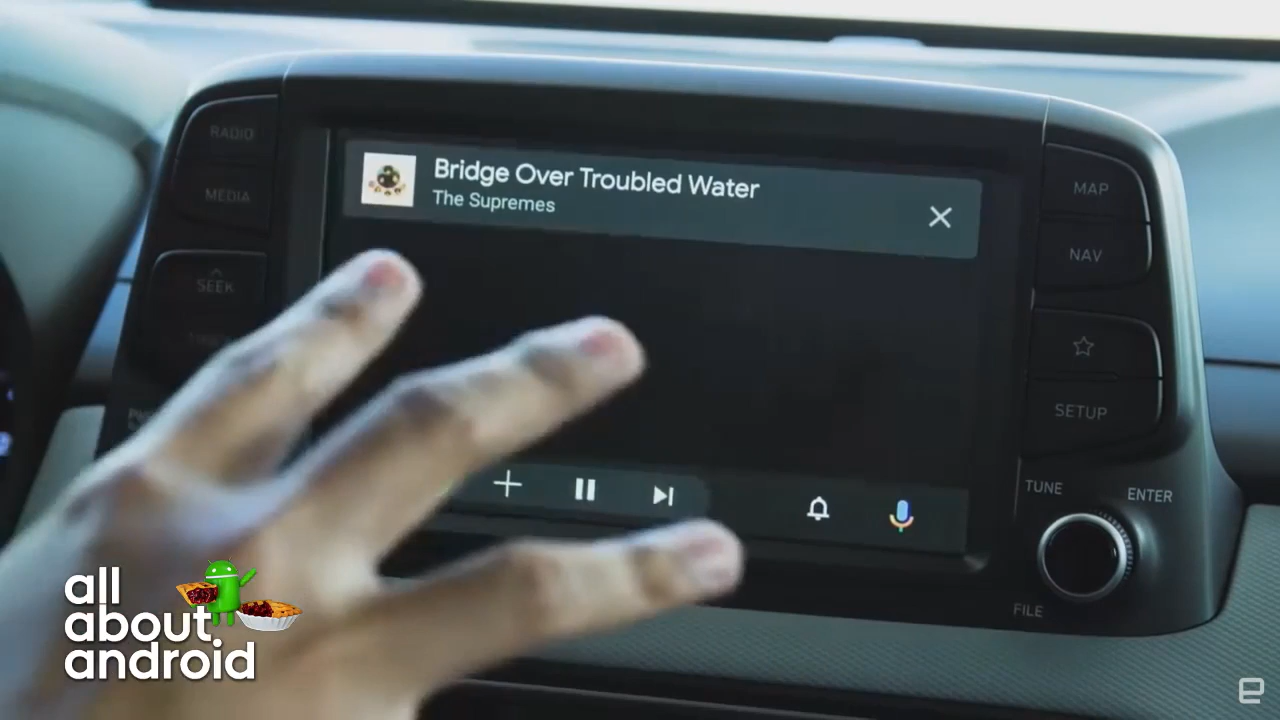 RADIO
MEDIA
SEEK
Bridge Over Troubled Water
The Supremes
MAP
NAV
SETUP
TUNE
ENTER
FILE
all
about
android